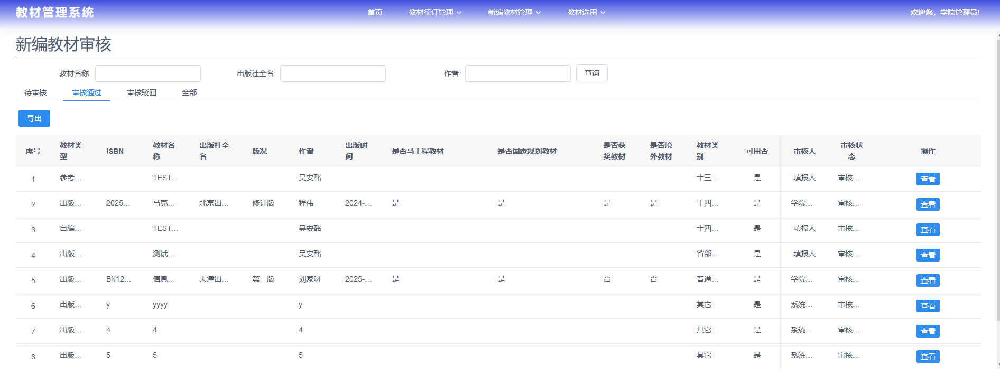 教材管理系统 首页 教材征订管理 新编教材管理 教材选用 欢迎您，学院管理员!
新编教材审核
教材名称 出版社全名 作者 查询
待审核 审核通过 审核驳回 全部
导出
序号 教材类型 ISBN 教材名称 出版社全名 版况 作者 出版时间 是否马工程教材 是否国家规划教材 是否获奖教材 是否境外教材 教材类别 可用否 审核人 审核状态 操作
1 参考... TEST... 吴安酩 十三... 是 填报人 审核... 查看
2 出版... 2025... 马克... 北京出... 修订版 程伟 2024-... 是 是 是 是 十四... 是 学院... 审核... 查看
3 自编... TEST... 吴安酩 十四... 是 填报人 审核... 查看
4 出版... 测试... 吴安酩 省部... 是 填报人 审核... 查看
5 出版... BN12... 信息... 天津出... 第一版 刘家呀 2025-... 是 是 否 否 普通... 是 学院... 审核... 查看
6 出版... y yyyy y 其它 是 系统... 审核... 查看
7 出版... 4 4 4 其它 是 系统... 审核... 查看
8 出版... 5 5 5 其它 是 系统... 审核... 查看